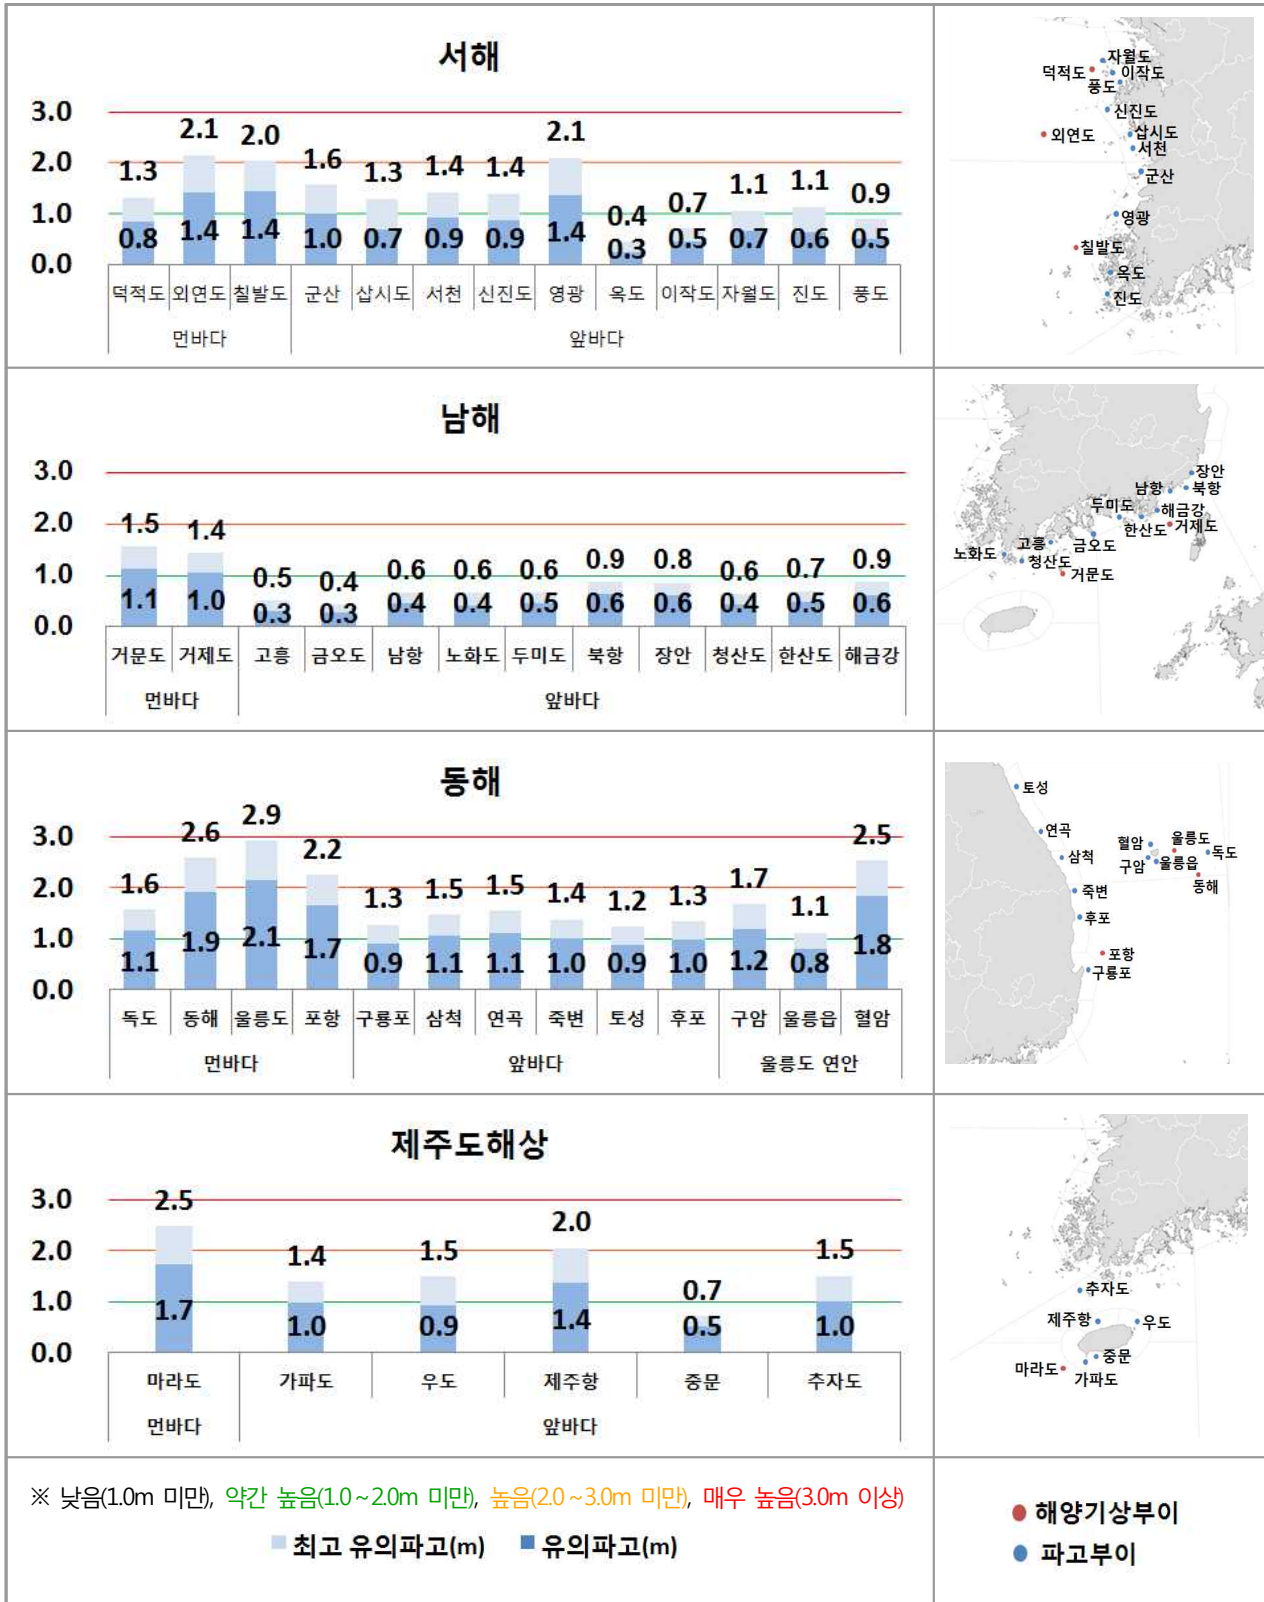 서해
3.0
2.0
1.0
0.0
1.3 2.1 2.0 1.6 1.3 1.4 1.4 2.1 0.4 0.7 1.1 1.1 0.9
0.8 1.4 1.4 1.0 0.7 0.9 0.9 1.4 0.3 0.5 0.7 0.6 0.5
덕적도 외연도 칠발도 군산 삽시도 서천 신진도 영광 옥도 이작도 자월도 진도 풍도
먼바다 앞바다
자월도
덕적도 이작도
풍도
신진도
외연도 삽시도
서천
군산
영광
칠발도
옥도
진도
남해
3.0
2.0
1.0
0.0
1.5 1.4 0.5 0.4 0.6 0.6 0.6 0.9 0.8 0.6 0.7 0.9
1.1 1.0 0.3 0.3 0.4 0.4 0.5 0.6 0.6 0.4 0.5 0.6
거문도 거제도 고흥 금오도 남항 노화도 두미도 북항 장안 청산도 한산도 해금강
먼바다 앞바다
장안
남항 북항
두미도 해금강
한산도 거제도
고흥 금오도
노화도 청산도
거문도
동해
3.0
2.0
1.0
0.0
1.6 2.6 2.9 2.2 1.3 1.5 1.5 1.4 1.2 1.3 1.7 1.1 2.5
1.1 1.9 2.1 1.7 0.9 1.1 1.1 1.0 0.9 1.0 1.2 0.8 1.8
독도 동해 울릉도 포항 구룡포 삼척 연곡 죽변 토성 후포 구암 울릉읍 혈암
먼바다 앞바다 울릉도 연안
토성
연곡
혈암 울릉도
삼척 독도
구암 울릉읍
동해
죽변
후포
포항
구룡포
제주도해상
3.0
2.0
1.0
0.0
2.5 1.4 1.5 2.0 0.7 1.5
1.7 1.0 0.9 1.4 0.5 1.0
마라도 가파도 우도 제주항 중문 추자도
먼바다 앞바다
추자도
제주항 우도
중문
마라도 가파도
※ 낮음(1.0m 미만), 약간 높음(1.0~2.0m 미만), 높음(2.0~3.0m 미만), 매우 높음(3.0m 이상)
최고 유의파고(m) 유의파고(m)
해양기상부이
파고부이